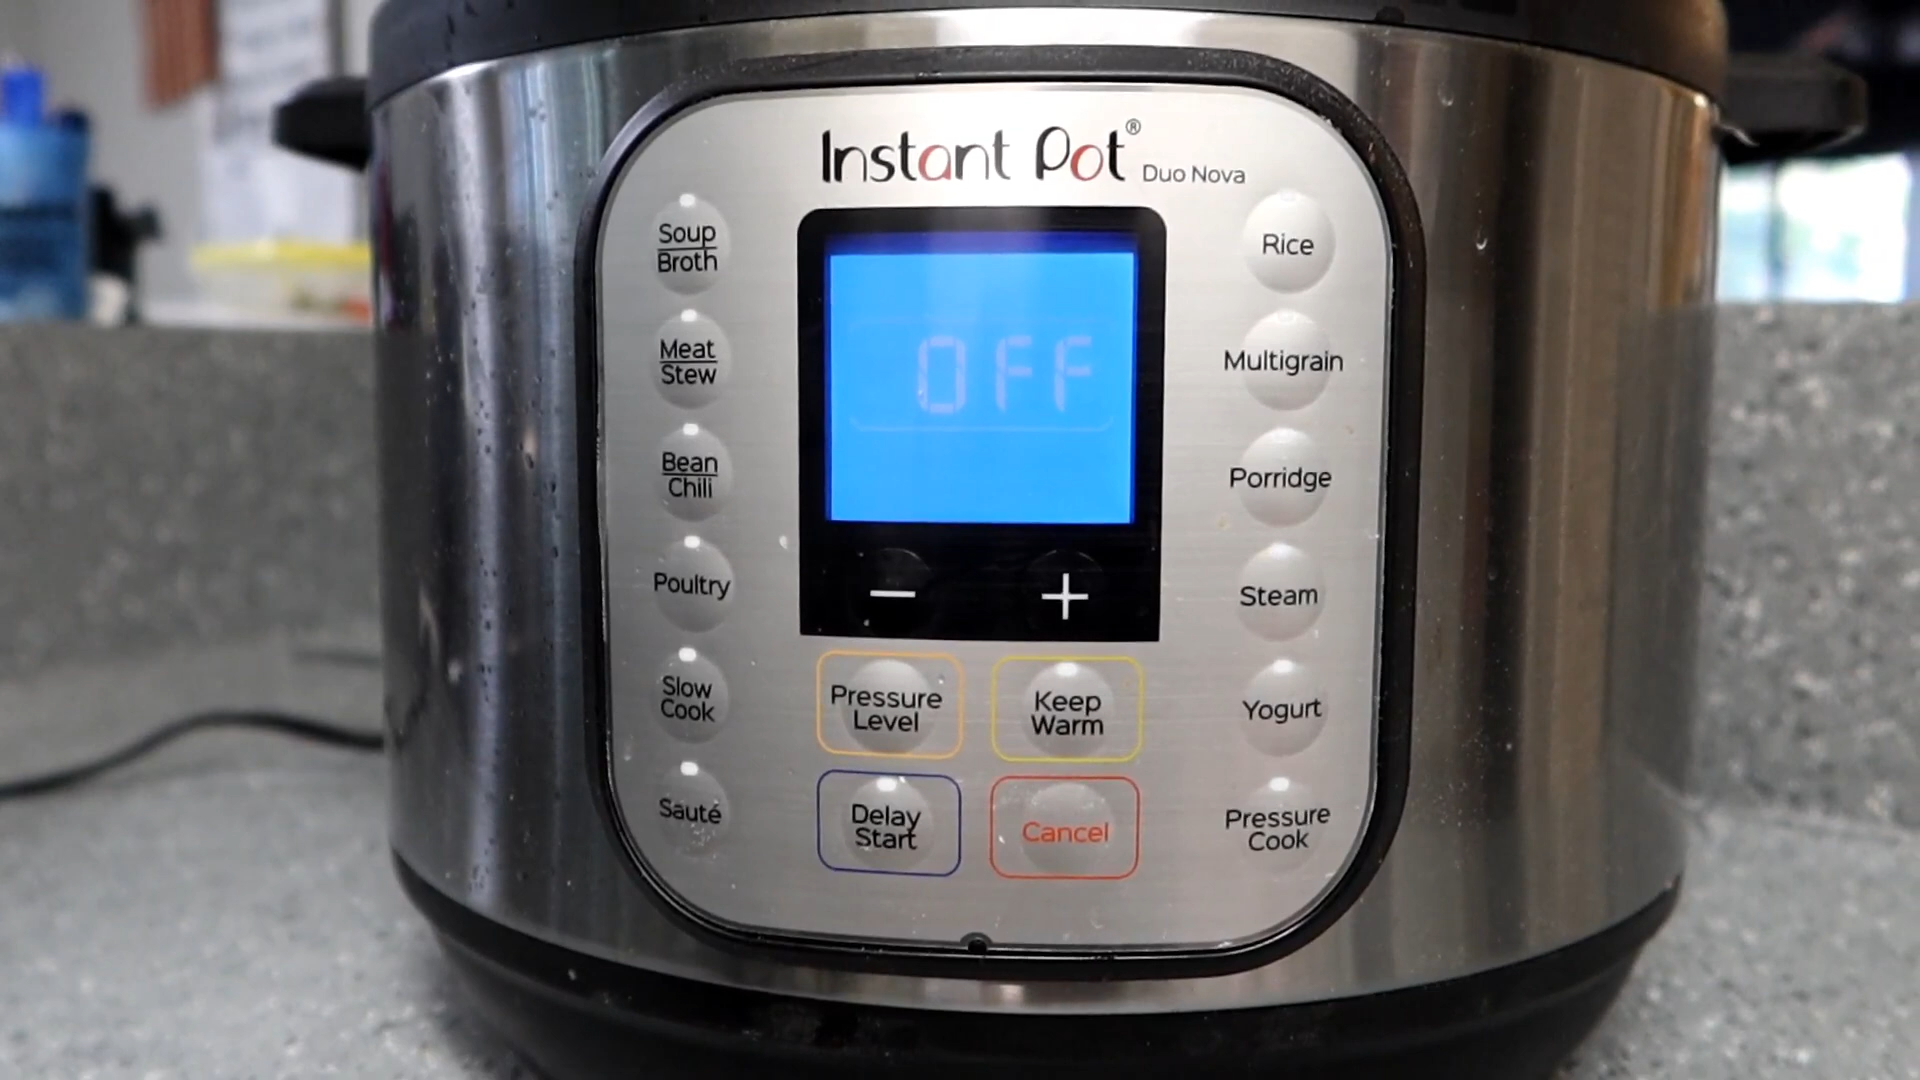 Instant Pot® Duo Nova
Soup
Broth
Meat
Stew
Bean
Chili
Poultry
Slow
Cook
Sauté
OFF
− +
Pressure
Level
Keep
Warm
Delay
Start
Cancel
Rice
Multigrain
Porridge
Steam
Yogurt
Pressure
Cook